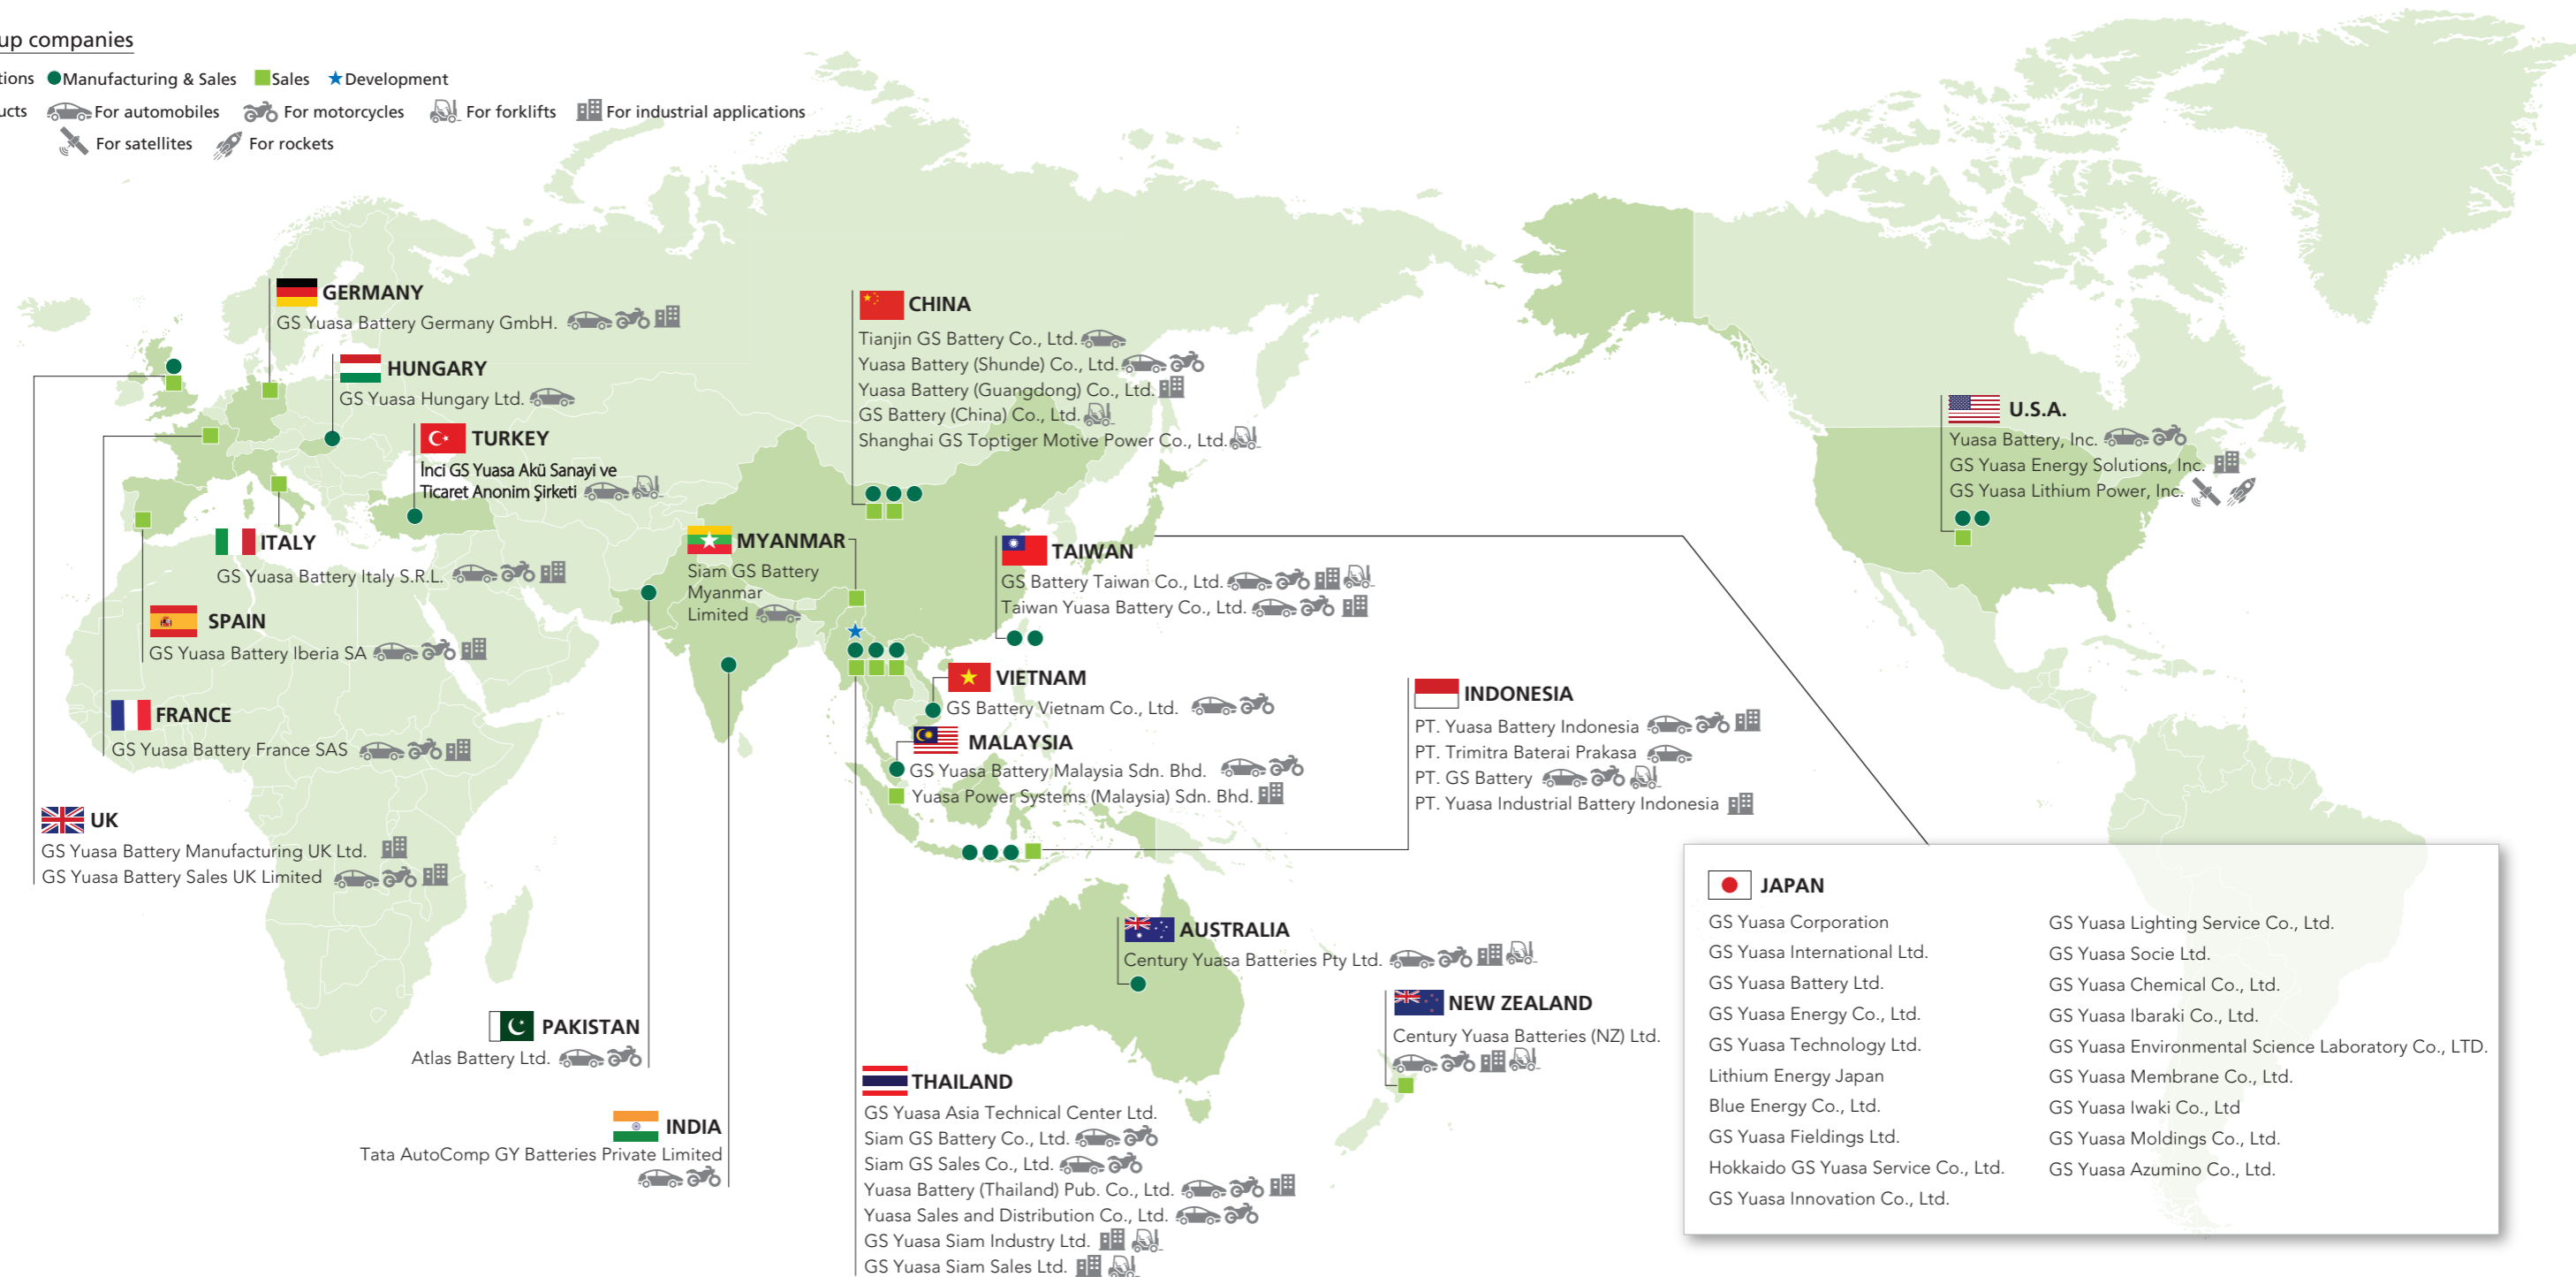 up companies
tions Manufacturing & Sales Sales Development
ucts For automobiles For motorcycles For forklifts For industrial applications
For satellites For rockets
GERMANY
GS Yuasa Battery Germany GmbH.
HUNGARY
GS Yuasa Hungary Ltd.
TURKEY
İnci GS Yuasa Akü Sanayi ve
Ticaret Anonim Şirketi
ITALY
GS Yuasa Battery Italy S.R.L.
SPAIN
GS Yuasa Battery Iberia SA
FRANCE
GS Yuasa Battery France SAS
UK
GS Yuasa Battery Manufacturing UK Ltd.
GS Yuasa Battery Sales UK Limited
PAKISTAN
Atlas Battery Ltd.
INDIA
Tata AutoComp GY Batteries Private Limited
CHINA
Tianjin GS Battery Co., Ltd.
Yuasa Battery (Shunde) Co., Ltd.
Yuasa Battery (Guangdong) Co., Ltd.
GS Battery (China) Co., Ltd.
Shanghai GS Toptiger Motive Power Co., Ltd.
MYANMAR
Siam GS Battery
Myanmar
Limited
TAIWAN
GS Battery Taiwan Co., Ltd.
Taiwan Yuasa Battery Co., Ltd.
VIETNAM
GS Battery Vietnam Co., Ltd.
MALAYSIA
GS Yuasa Battery Malaysia Sdn. Bhd.
Yuasa Power Systems (Malaysia) Sdn. Bhd.
INDONESIA
PT. Yuasa Battery Indonesia
PT. Trimitra Baterai Prakasa
PT. GS Battery
PT. Yuasa Industrial Battery Indonesia
AUSTRALIA
Century Yuasa Batteries Pty Ltd.
NEW ZEALAND
Century Yuasa Batteries (NZ) Ltd.
THAILAND
GS Yuasa Asia Technical Center Ltd.
Siam GS Battery Co., Ltd.
Siam GS Sales Co., Ltd.
Yuasa Battery (Thailand) Pub. Co., Ltd.
Yuasa Sales and Distribution Co., Ltd.
GS Yuasa Siam Industry Ltd.
GS Yuasa Siam Sales Ltd.
U.S.A.
Yuasa Battery, Inc.
GS Yuasa Energy Solutions, Inc.
GS Yuasa Lithium Power, Inc.
JAPAN
GS Yuasa Corporation
GS Yuasa International Ltd.
GS Yuasa Battery Ltd.
GS Yuasa Energy Co., Ltd.
GS Yuasa Technology Ltd.
Lithium Energy Japan
Blue Energy Co., Ltd.
GS Yuasa Fieldings Ltd.
Hokkaido GS Yuasa Service Co., Ltd.
GS Yuasa Innovation Co., Ltd.
GS Yuasa Lighting Service Co., Ltd.
GS Yuasa Socie Ltd.
GS Yuasa Chemical Co., Ltd.
GS Yuasa Ibaraki Co., Ltd.
GS Yuasa Environmental Science Laboratory Co., LTD.
GS Yuasa Membrane Co., Ltd.
GS Yuasa Iwaki Co., Ltd
GS Yuasa Moldings Co., Ltd.
GS Yuasa Azumino Co., Ltd.